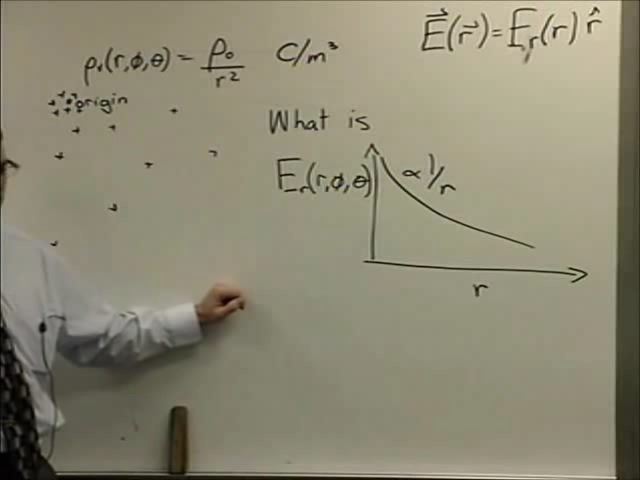 ρᵥ(r,φ,θ) = ρ₀/r² C/m³
E⃗(r⃗) = Eᵣ(r) r̂
origin
What is
Eᵣ(r,φ,θ)
∝ 1/r
r